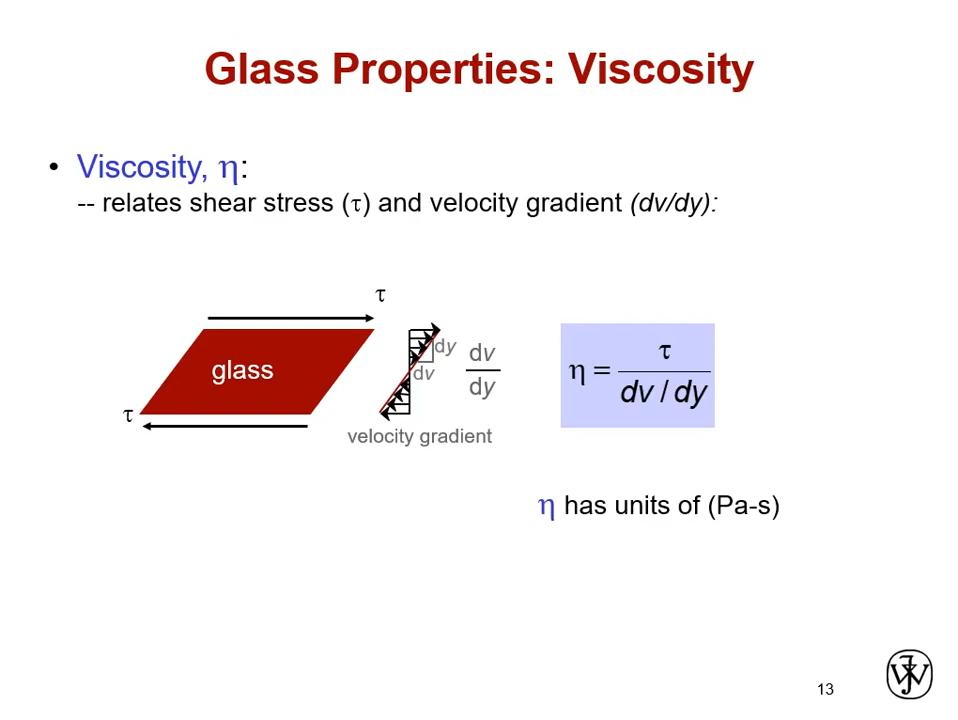 Glass Properties: Viscosity
• Viscosity, η:
-- relates shear stress (τ) and velocity gradient (dv/dy):
τ
glass
τ
dy
dv
dv
dy
velocity gradient
η = τ
dv / dy
η has units of (Pa-s)
13